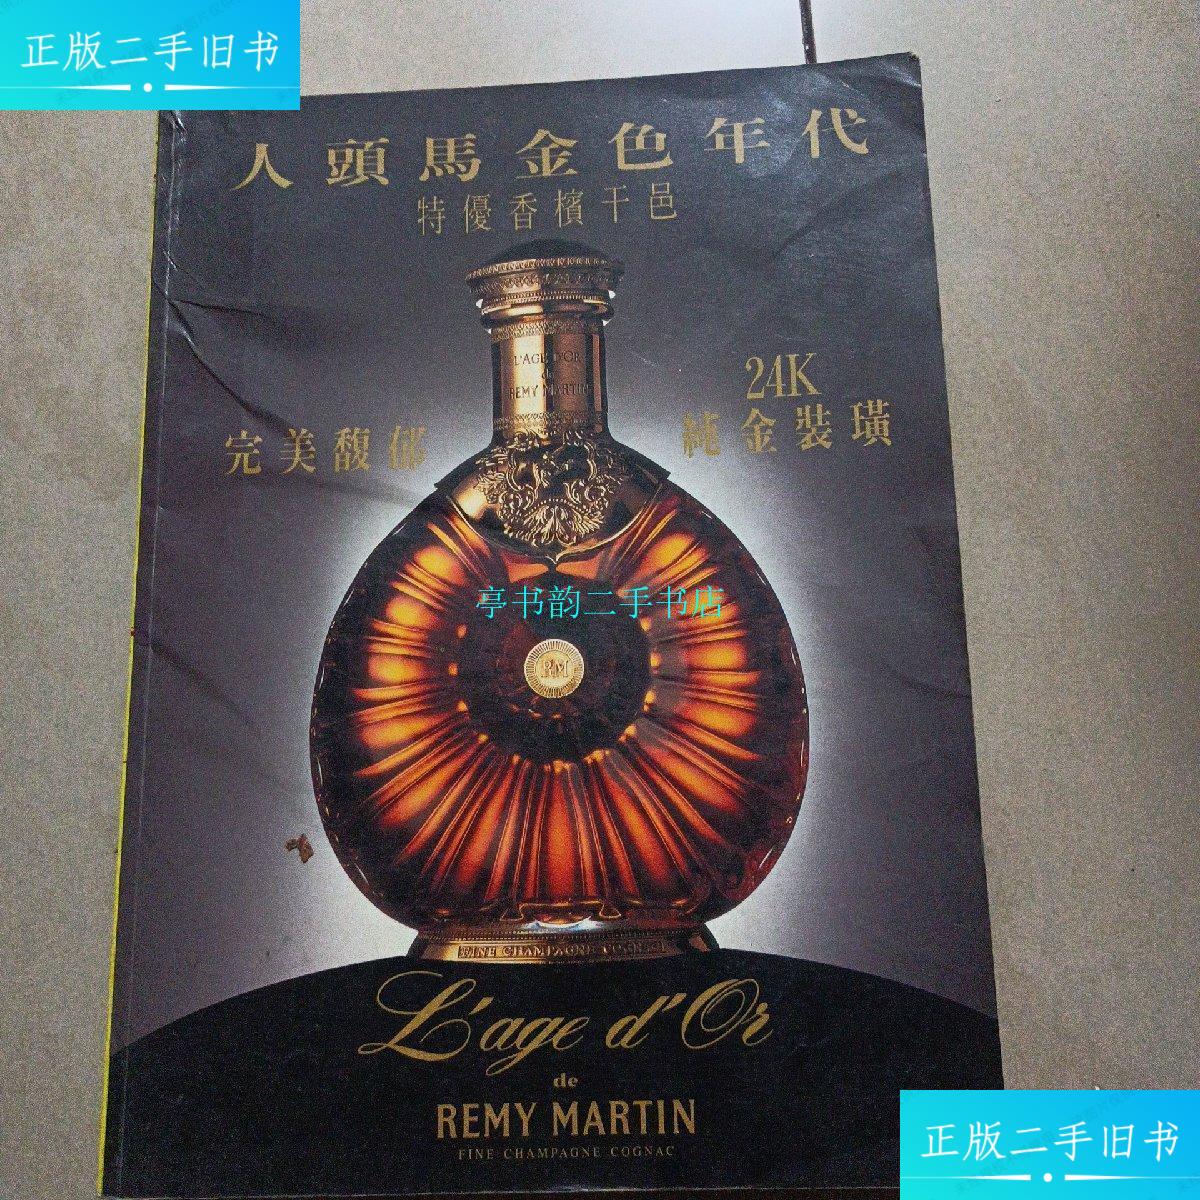 正版二手旧书
人頭馬金色年代
特優香檳干邑
L'AGE D'OR
de
REMY MARTIN
24K
純金裝璜
完美馥郁
亭书韵二手书店
RM
FINE CHAMPAGNE COGNAC
L'age d'Or
de
REMY MARTIN
FINE CHAMPAGNE COGNAC
正版二手旧书